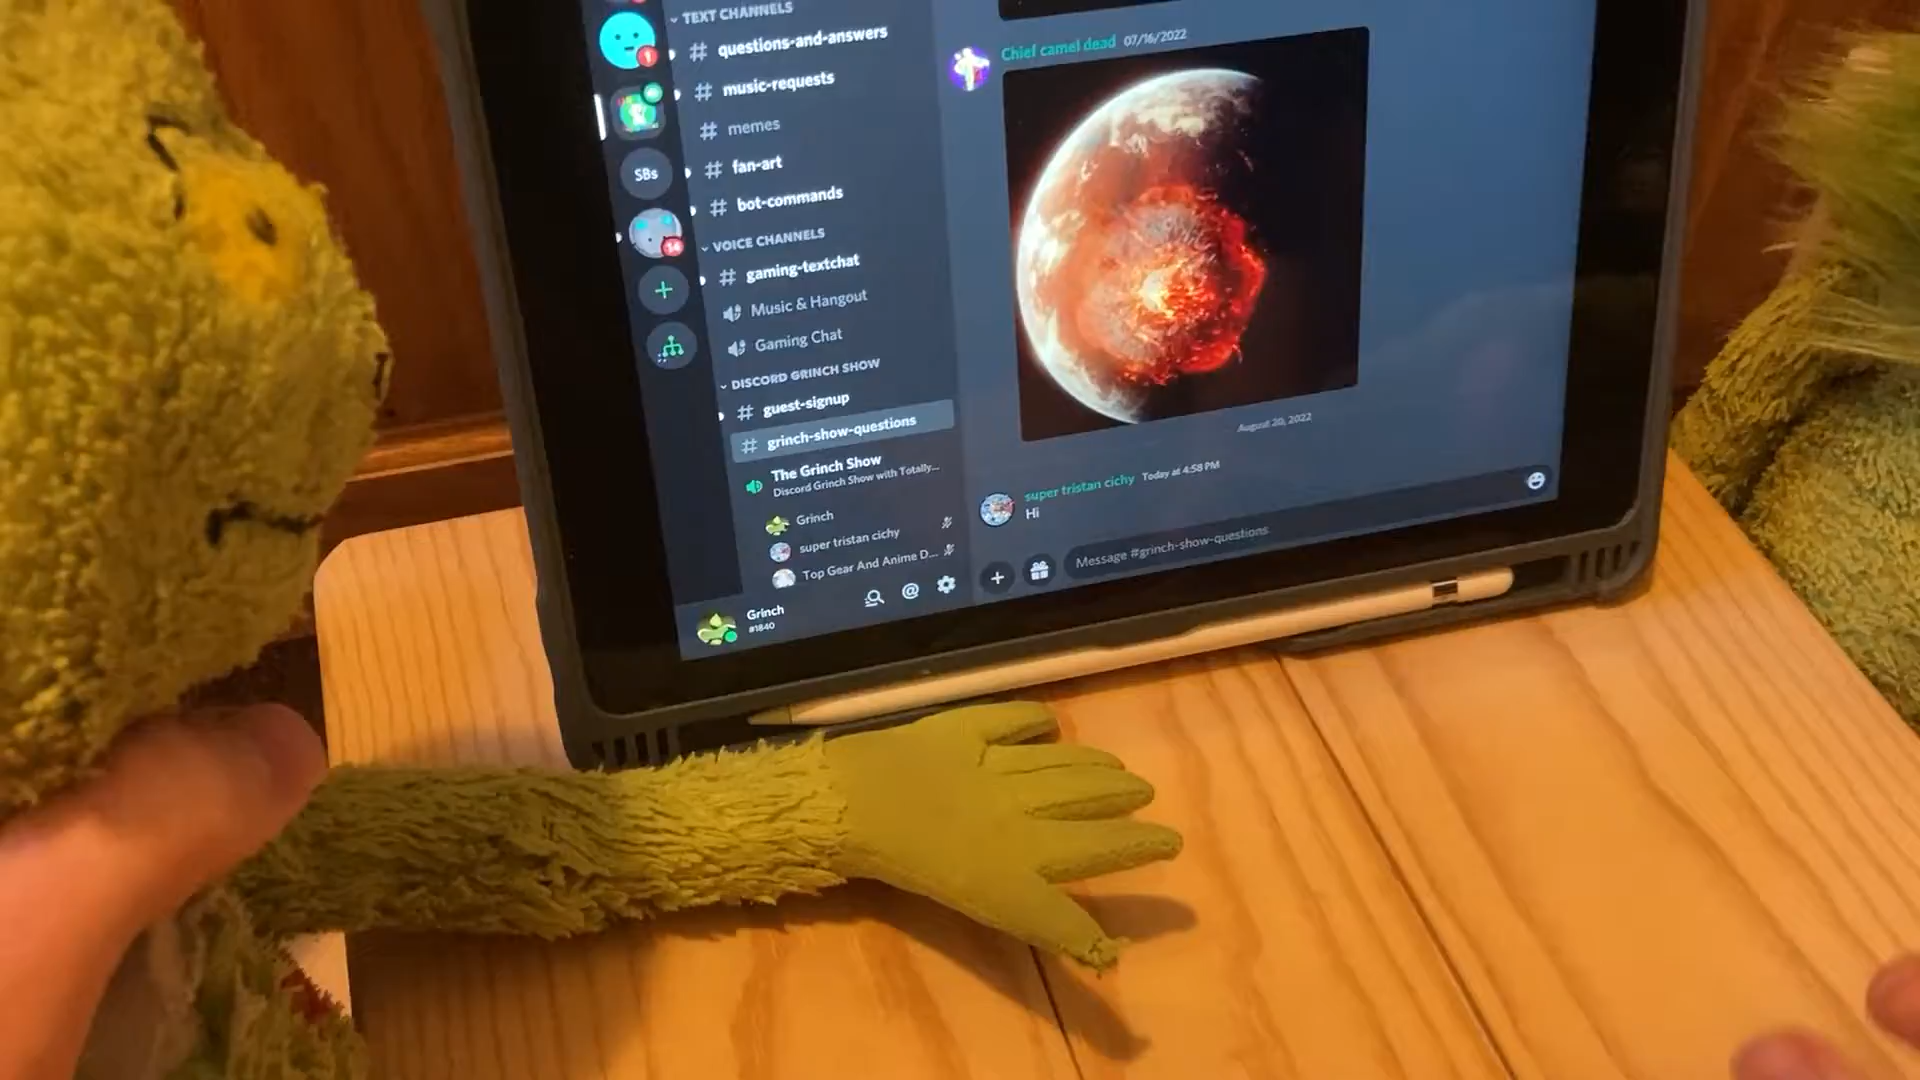 TEXT CHANNELS
questions-and-answers
music-requests
memes
fan-art
bot-commands
VOICE CHANNELS
gaming-textchat
Music & Hangout
Gaming Chat
DISCORD GRINCH SHOW
guest-signup
grinch-show-questions
The Grinch Show
Discord Grinch Show with Totally...
Grinch
super tristan cichy
Top Gear And Anime D...
Grinch
#1840
1
SBs
14
Chief camel dead 07/16/2022
August 20, 2022
super tristan cichy Today at 4:58 PM
Hi
Message #grinch-show-questions